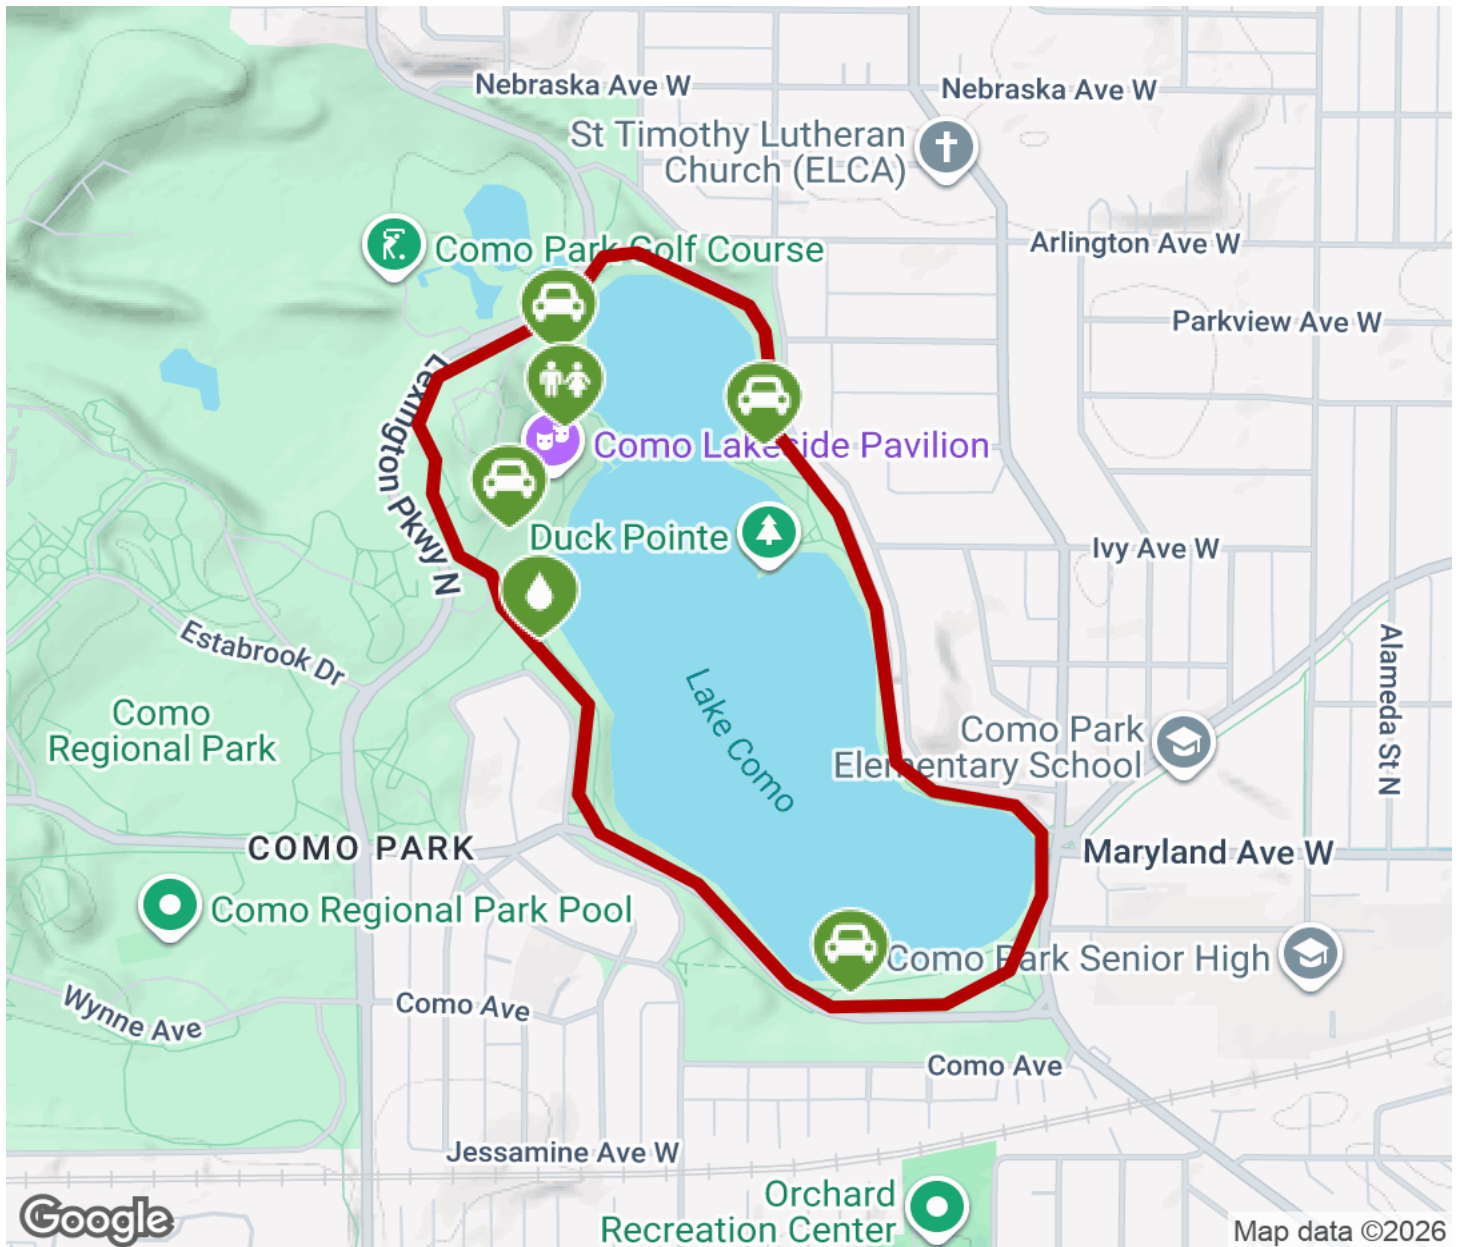 Nebraska Ave W
Nebraska Ave W
St Timothy Lutheran
Church (ELCA)
Como Park Golf Course
Arlington Ave W
Parkview Ave W
Lexington Pkwy N
Como Lakeside Pavilion
Duck Pointe
Ivy Ave W
Estabrook Dr
Alameda St N
Lake Como
Como
Regional Park
Como Park
Elementary School
COMO PARK
Maryland Ave W
Como Regional Park Pool
Como Park Senior High
Wynne Ave
Como Ave
Como Ave
Jessamine Ave W
Orchard
Recreation Center
Google
Map data ©2026